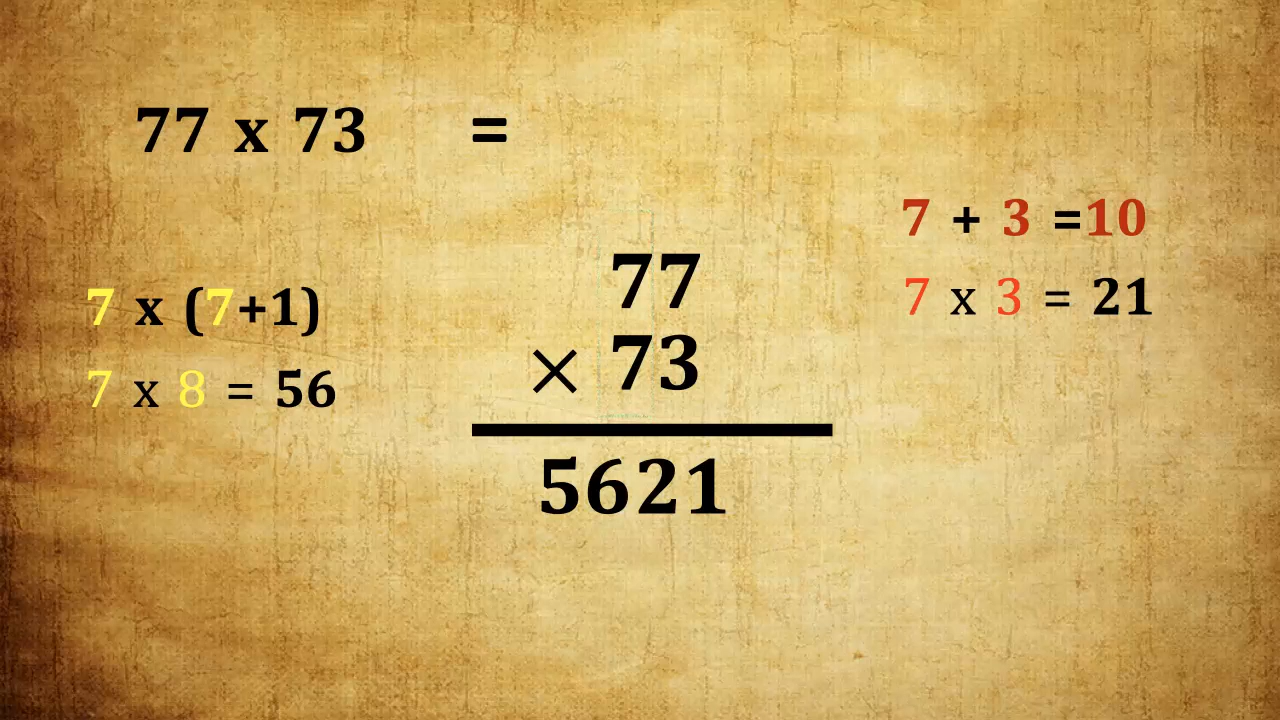 77 x 73 =
7 x (7+1)
7 x 8 = 56
77
× 73
5621
7 + 3 =10
7 x 3 = 21